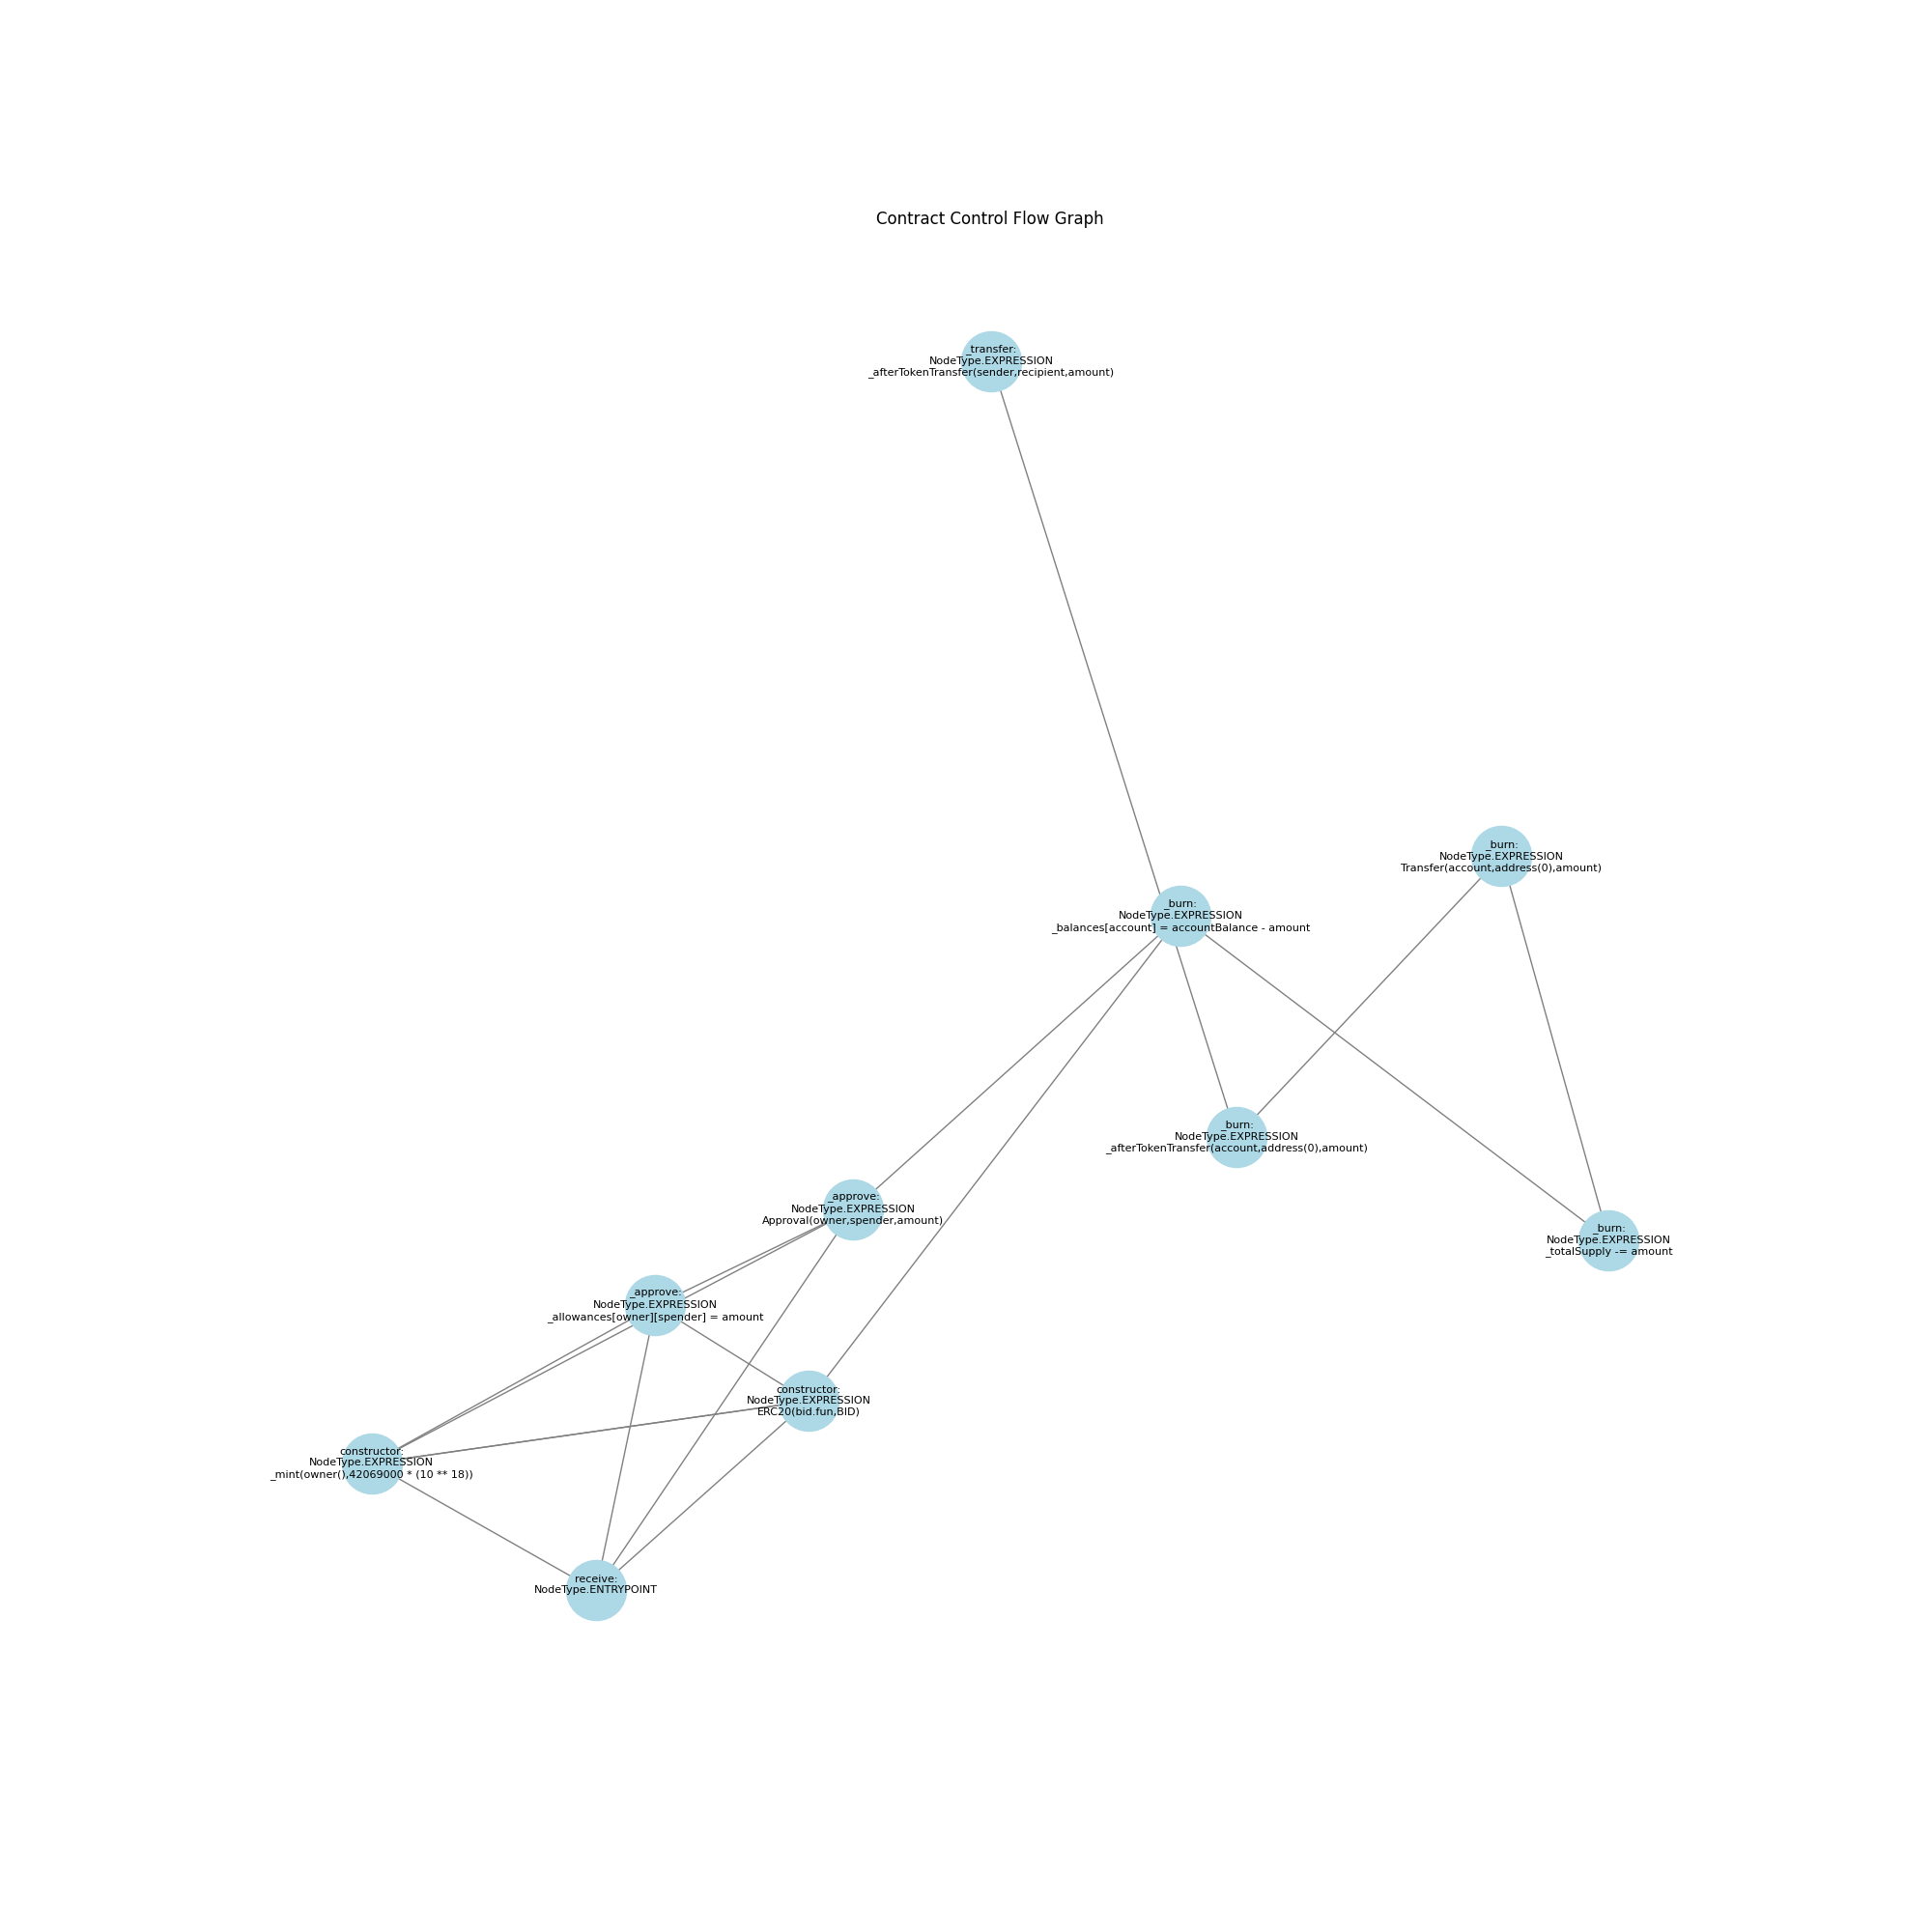 Contract Control Flow Graph
_transfer:
NodeType.EXPRESSION
_afterTokenTransfer(sender,recipient,amount)
_burn:
NodeType.EXPRESSION
Transfer(account,address(0),amount)
_burn:
NodeType.EXPRESSION
_balances[account] = accountBalance - amount
_burn:
NodeType.EXPRESSION
_afterTokenTransfer(account,address(0),amount)
_approve:
NodeType.EXPRESSION
Approval(owner,spender,amount)
_burn:
NodeType.EXPRESSION
_totalSupply -= amount
_approve:
NodeType.EXPRESSION
_allowances[owner][spender] = amount
constructor:
NodeType.EXPRESSION
ERC20(bid.fun,BID)
constructor:
NodeType.EXPRESSION
_mint(owner(),42069000 * (10 ** 18))
receive:
NodeType.ENTRYPOINT